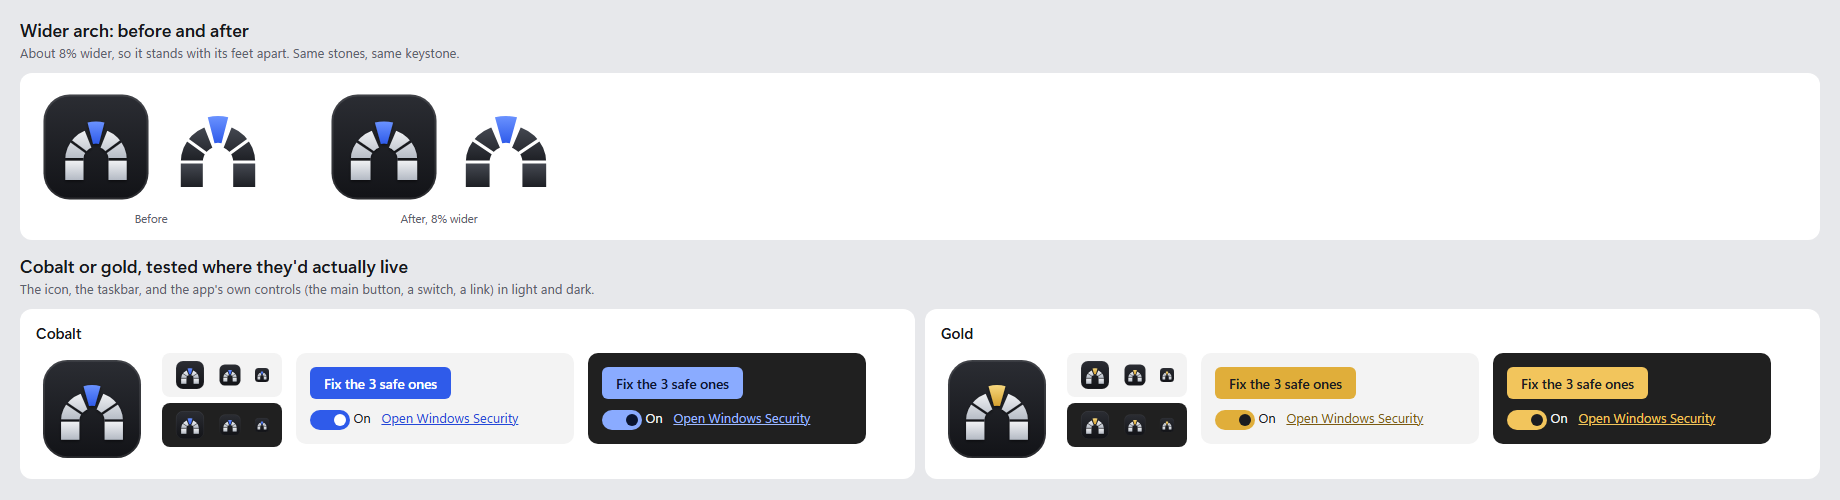 Wider arch: before and after
About 8% wider, so it stands with its feet apart. Same stones, same keystone.
Before
After, 8% wider
Cobalt or gold, tested where they'd actually live
The icon, the taskbar, and the app's own controls (the main button, a switch, a link) in light and dark.
Cobalt
Fix the 3 safe ones
On Open Windows Security
Fix the 3 safe ones
On Open Windows Security
Gold
Fix the 3 safe ones
On Open Windows Security
Fix the 3 safe ones
On Open Windows Security